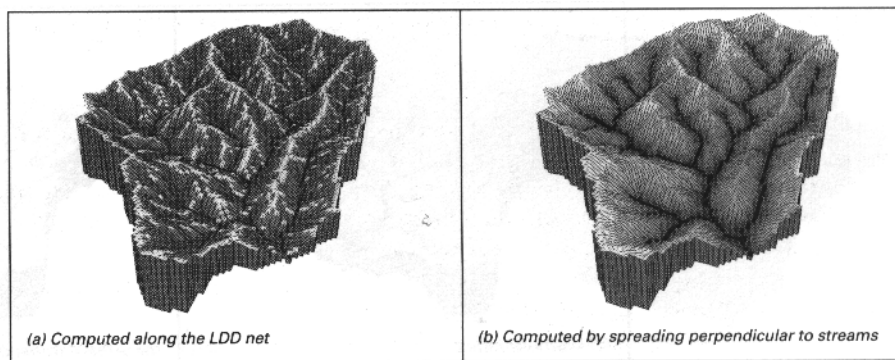 (a) Computed along the LDD net
(b) Computed by spreading perpendicular to streams